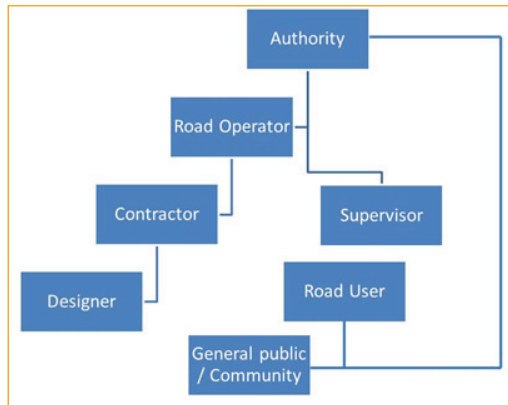 Authority
Road Operator
Contractor
Supervisor
Designer
Road User
General public
/ Community